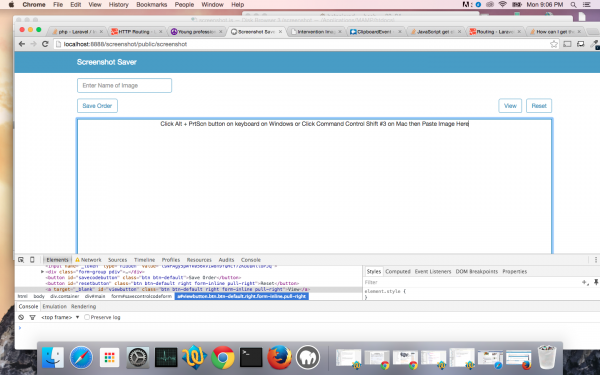 Chrome File Edit View History Bookmarks People Window Help
Mon 9:06 PM
php - Laravel /
HTTP Routing -
Young profession
Screenshot Save
Intervention Ima
ClipboardEvent
JavaScript get c
Routing - Larave
How can I get th
localhost:8888/screenshot/public/screenshot
Screenshot Saver
Enter Name of Image
Save Order View Reset
Click Alt + PrtScn button on keyboard on Windows or Click Command Control Shift #3 on Mac then Paste Image Here
Elements Network Sources Timeline Profiles Resources Audits Console
<div class="form-group pdiv">…</div>
<button id="savecodebutton" class="btn btn-default">Save Order</button>
<button id="resetbutton" class="btn btn-default right form-inline pull-right">Reset</button>
<a target="_blank" id="viewbutton" class="btn btn-default right form-inline pull-right">View</a>
html body div.container div#main form#savecontrolcodeform a#viewbutton.btn.btn-default.right.form-inline.pull-right
Styles Computed Event Listeners DOM Breakpoints Properties
Filter
element.style {
}
Console Emulation Rendering
<top frame> Preserve log